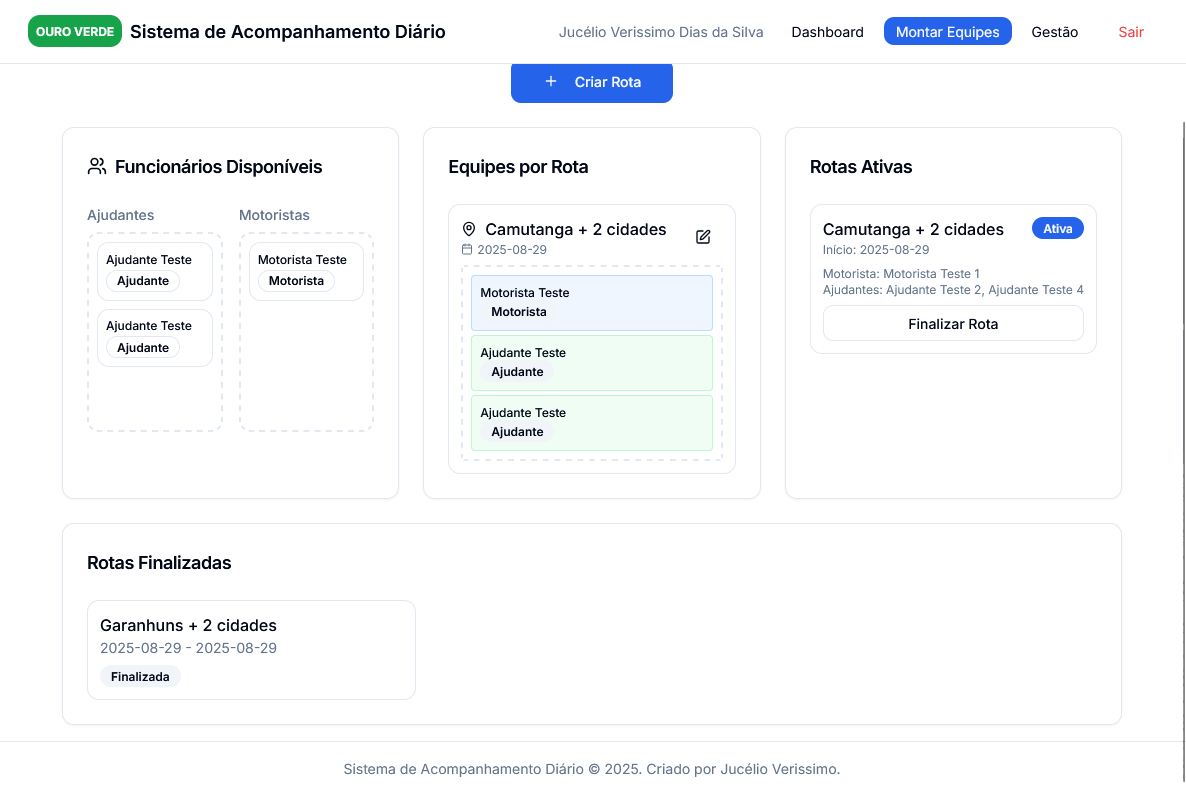 OURO VERDE
Sistema de Acompanhamento Diário
Jucélio Verissimo Dias da Silva
Dashboard
Montar Equipes
Gestão
Sair
+ Criar Rota
Funcionários Disponíveis
Ajudantes
Ajudante Teste
Ajudante
Ajudante Teste
Ajudante
Motoristas
Motorista Teste
Motorista
Equipes por Rota
Camutanga + 2 cidades
2025-08-29
Motorista Teste
Motorista
Ajudante Teste
Ajudante
Ajudante Teste
Ajudante
Rotas Ativas
Camutanga + 2 cidades
Ativa
Início: 2025-08-29
Motorista: Motorista Teste 1
Ajudantes: Ajudante Teste 2, Ajudante Teste 4
Finalizar Rota
Rotas Finalizadas
Garanhuns + 2 cidades
2025-08-29 - 2025-08-29
Finalizada
Sistema de Acompanhamento Diário © 2025. Criado por Jucélio Verissimo.